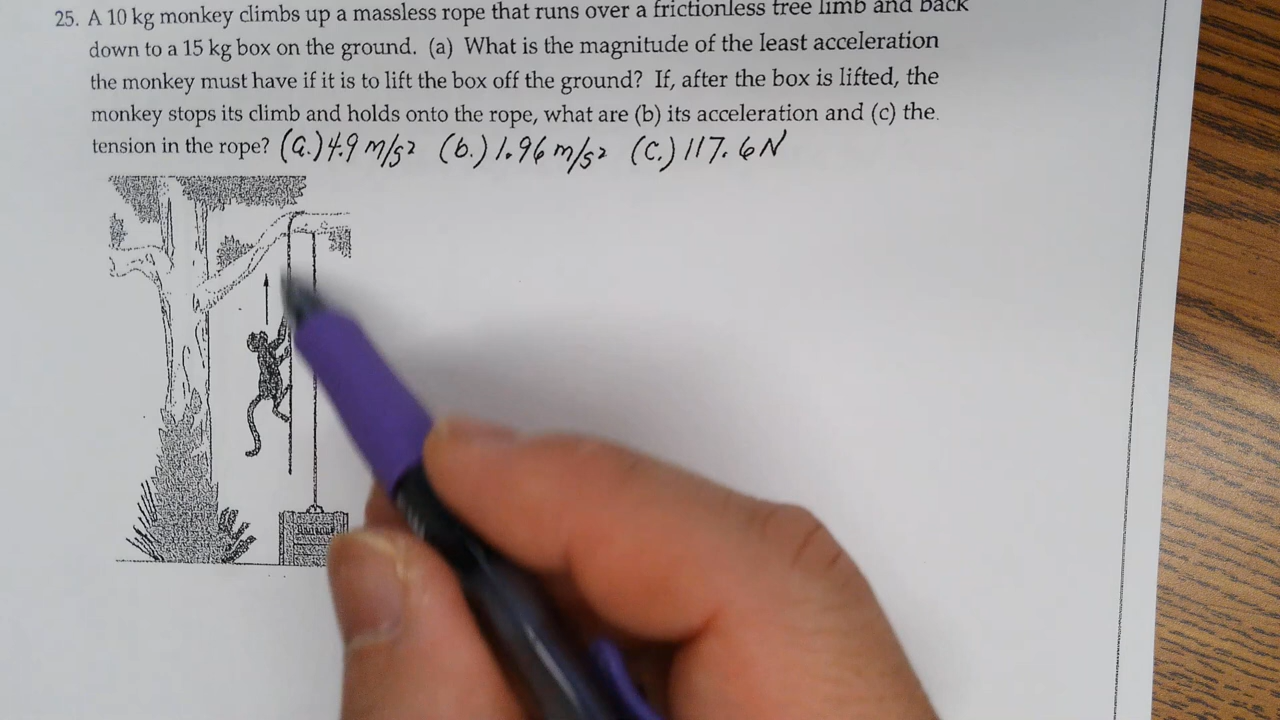 25. A 10 kg monkey climbs up a massless rope that runs over a frictionless tree limb and back
down to a 15 kg box on the ground. (a) What is the magnitude of the least acceleration
the monkey must have if it is to lift the box off the ground? If, after the box is lifted, the
monkey stops its climb and holds onto the rope, what are (b) its acceleration and (c) the
tension in the rope? (a.) 4.9 m/s² (b.) 1.96 m/s² (c.) 117.6 N